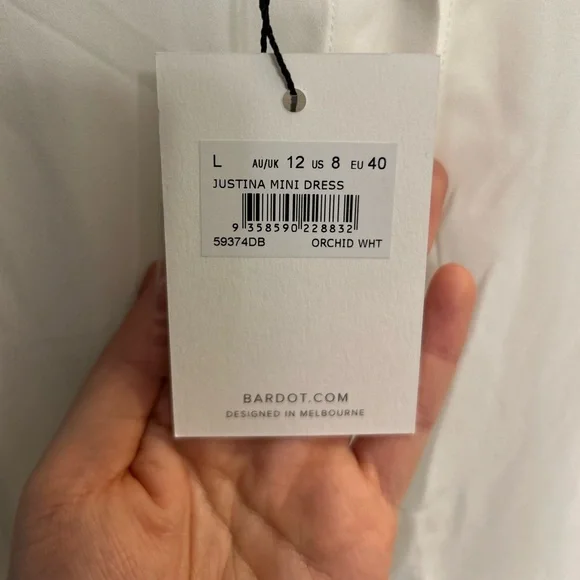 L AU/UK 12 US 8 EU 40
JUSTINA MINI DRESS
9 358590 228832
59374DB ORCHID WHT
BARDOT.COM
DESIGNED IN MELBOURNE